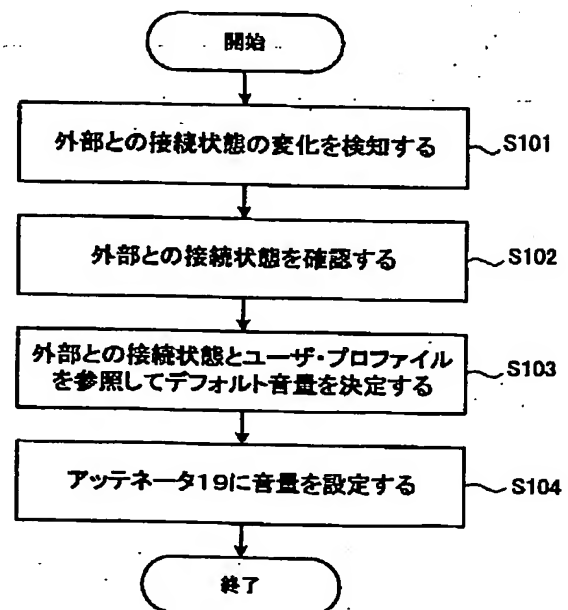 開始
外部との接続状態の変化を検知する
S101
外部との接続状態を確認する
S102
外部との接続状態とユーザ・プロファイル
を参照してデフォルト音量を決定する
S103
アッテネータ19に音量を設定する
S104
終了